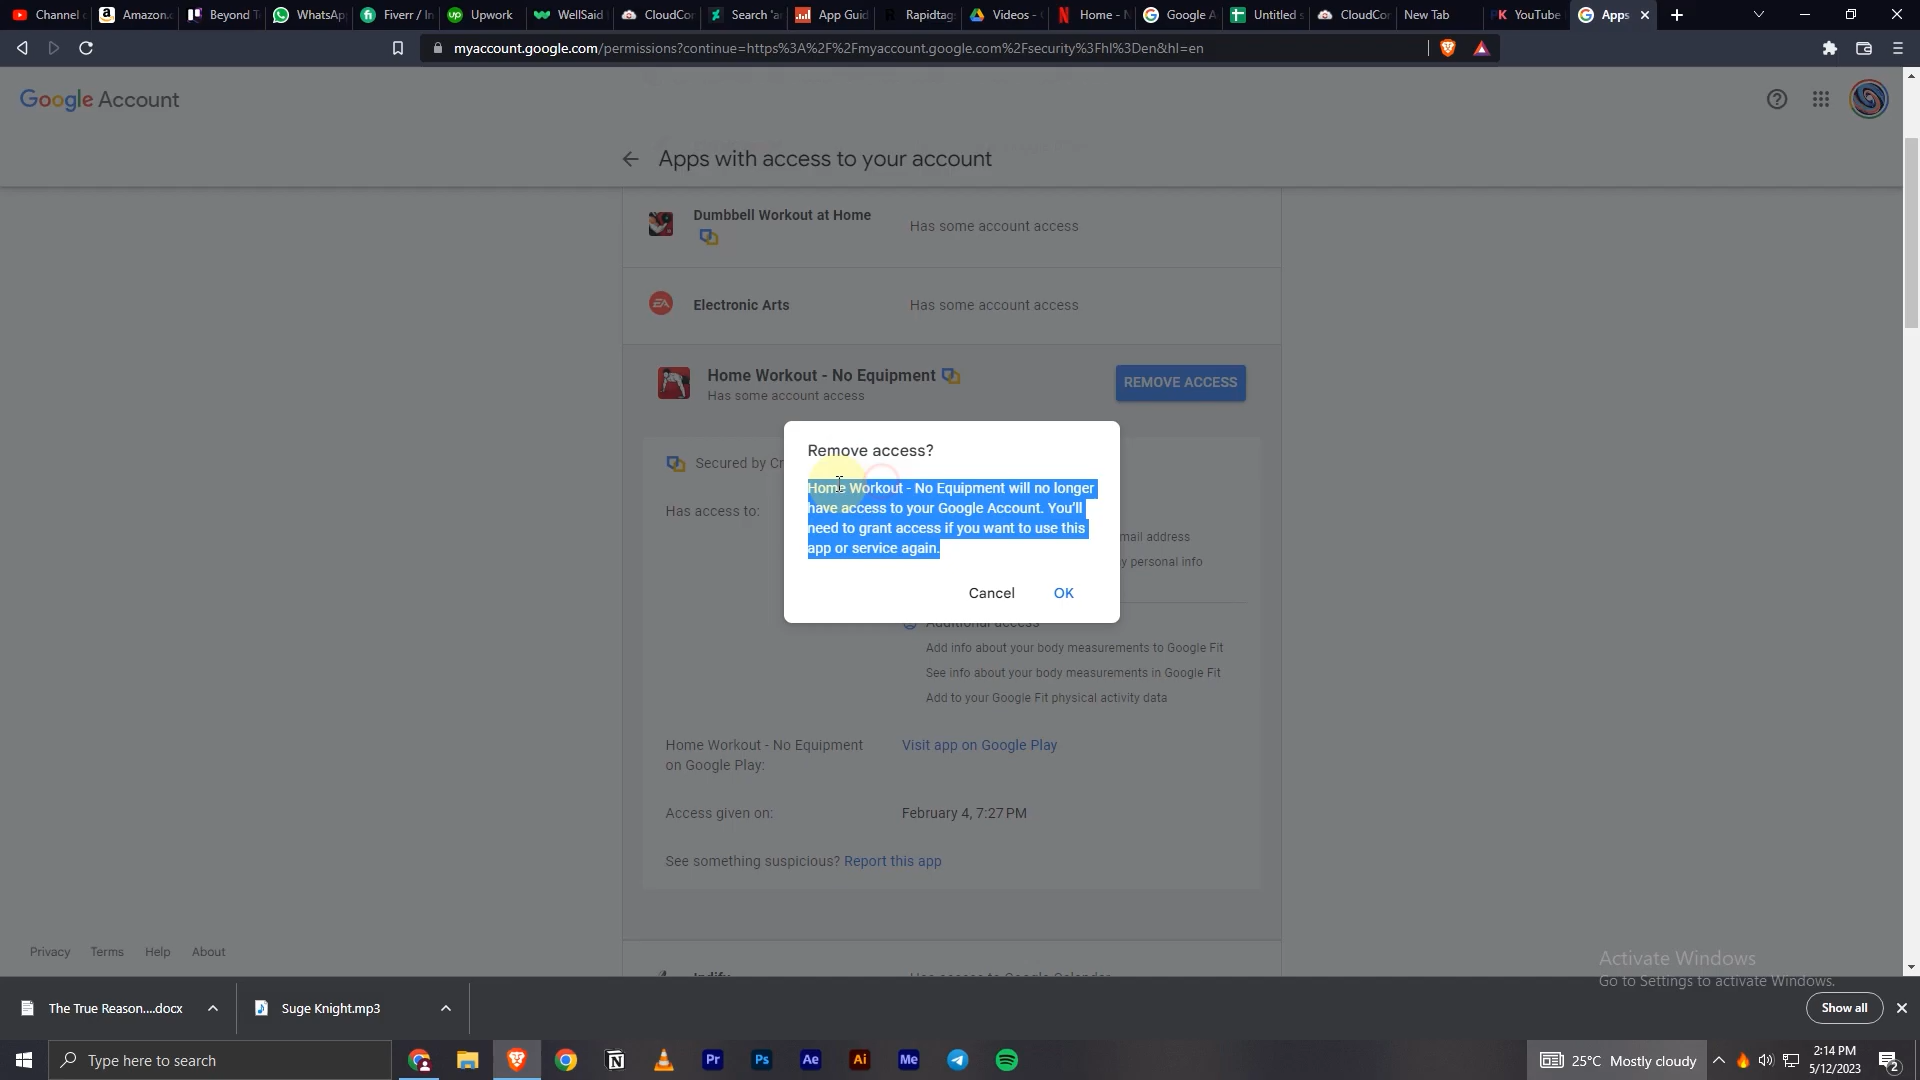 Channel
Amazon.c
Beyond T
WhatsAp
Fiverr / In
Upwork
WellSaid
CloudCor
Search 'a
App Guid
Rapidtag
Videos -
Home - N
Google A
Untitled s
CloudCor
New Tab
YouTube
Apps
myaccount.google.com/permissions?continue=https%3A%2F%2Fmyaccount.google.com%2Fsecurity%3Fhl%3Den&hl=en
Google Account
Apps with access to your account
Dumbbell Workout at Home
Has some account access
Electronic Arts
Has some account access
Home Workout - No Equipment
Has some account access
REMOVE ACCESS
Remove access?
Home Workout - No Equipment will no longer
have access to your Google Account. You'll
need to grant access if you want to use this
app or service again.
Cancel
OK
Secured by Cr
Has access to:
mail address
y personal info
Additional access
Add info about your body measurements to Google Fit
See info about your body measurements in Google Fit
Add to your Google Fit physical activity data
Home Workout - No Equipment
on Google Play:
Visit app on Google Play
Access given on:
February 4, 7:27 PM
See something suspicious? Report this app
Privacy
Terms
Help
About
Activate Windows
Go to Settings to activate Windows.
The True Reason....docx
Suge Knight.mp3
Show all
Type here to search
Pr
Ps
Ae
Ai
Me
25°C Mostly cloudy
2:14 PM
5/12/2023
2